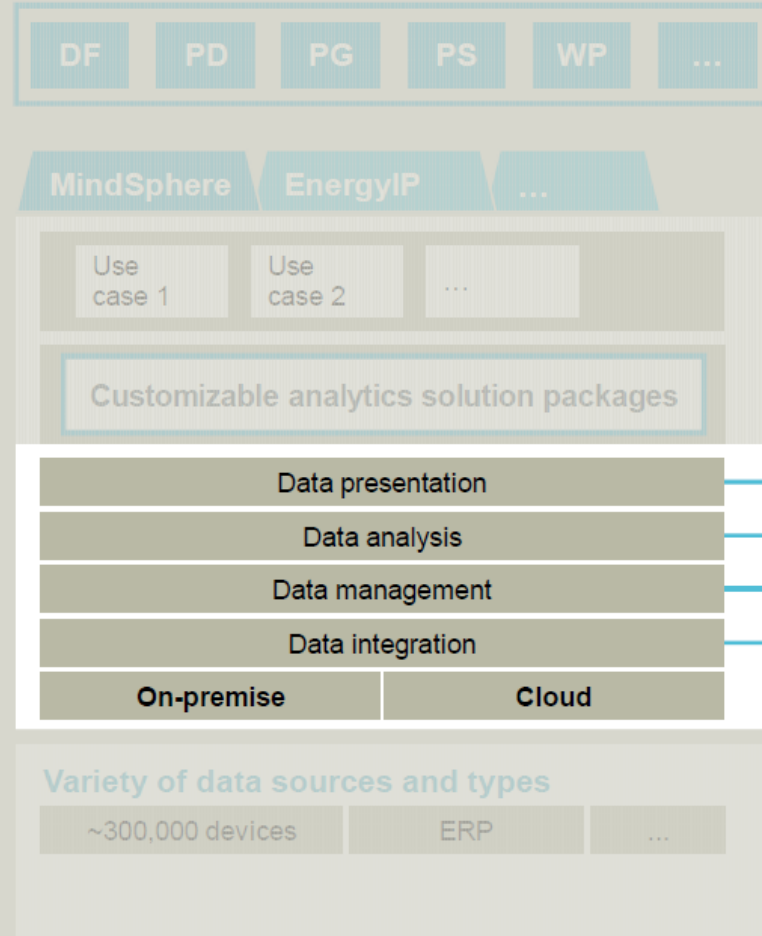 DF PD PG PS WP ...
MindSphere EnergyIP ...
Use case 1
Use case 2
...
Customizable analytics solution packages
Data presentation
Data analysis
Data management
Data integration
On-premise Cloud
Variety of data sources and types
~300,000 devices ERP ...